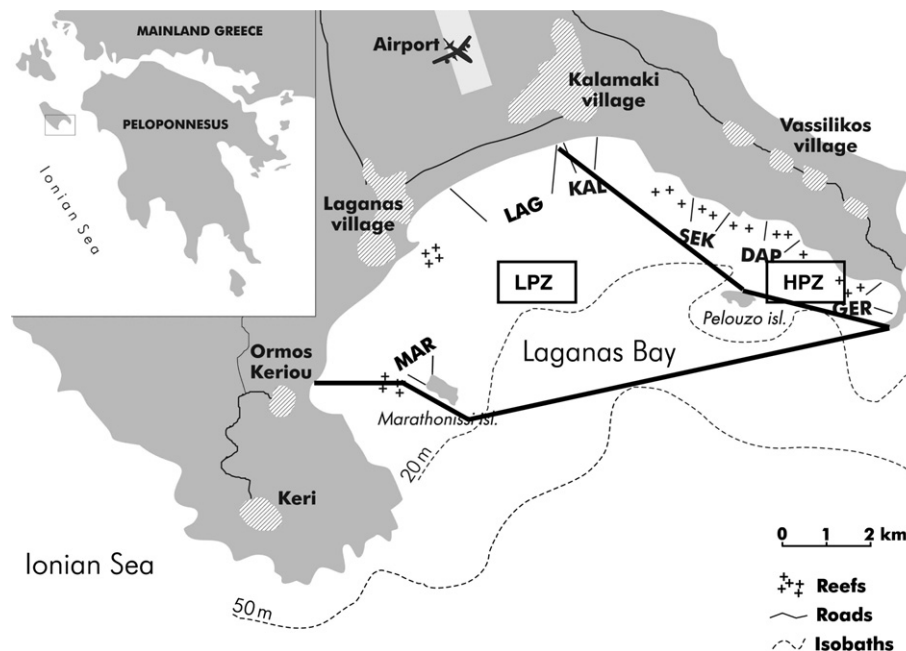 MAINLAND GREECE
PELOPONNESUS
Ionian Sea
Airport
Kalamaki
village
Vassilikos
village
Laganas
village
LAG
KAL
SEK
DAP
LPZ
HPZ
GER
Pelouzo isl.
Ormos
Keriou
MAR
Laganas Bay
Marathonissi isl.
20 m
Keri
Ionian Sea
50 m
0 1 2 km
Reefs
Roads
Isobaths